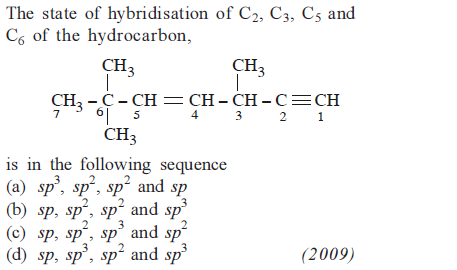 The state of hybridisation of C₂, C₃, C₅ and
C₆ of the hydrocarbon,
CH₃ CH₃
CH₃ – C – CH = CH – CH – C ≡ CH
7 6 5 4 3 2 1
CH₃
is in the following sequence
(a) sp³, sp², sp² and sp
(b) sp, sp², sp² and sp³
(c) sp, sp², sp³ and sp²
(d) sp, sp³, sp² and sp³
(2009)